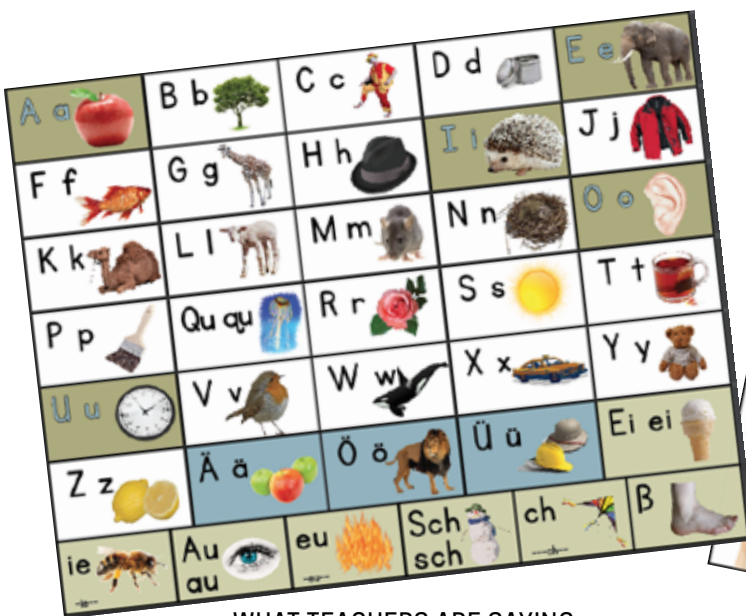 A a B b C c D d E e
F f G g H h I i J j
K k L l M m N n O o
P p Qu qu R r S s T t
U u V v W w X x Y y
Z z Ä ä Ö ö Ü ü Ei ei
ie Au au eu Sch sch ch ß
WHAT TEACHERS ARE SAYING